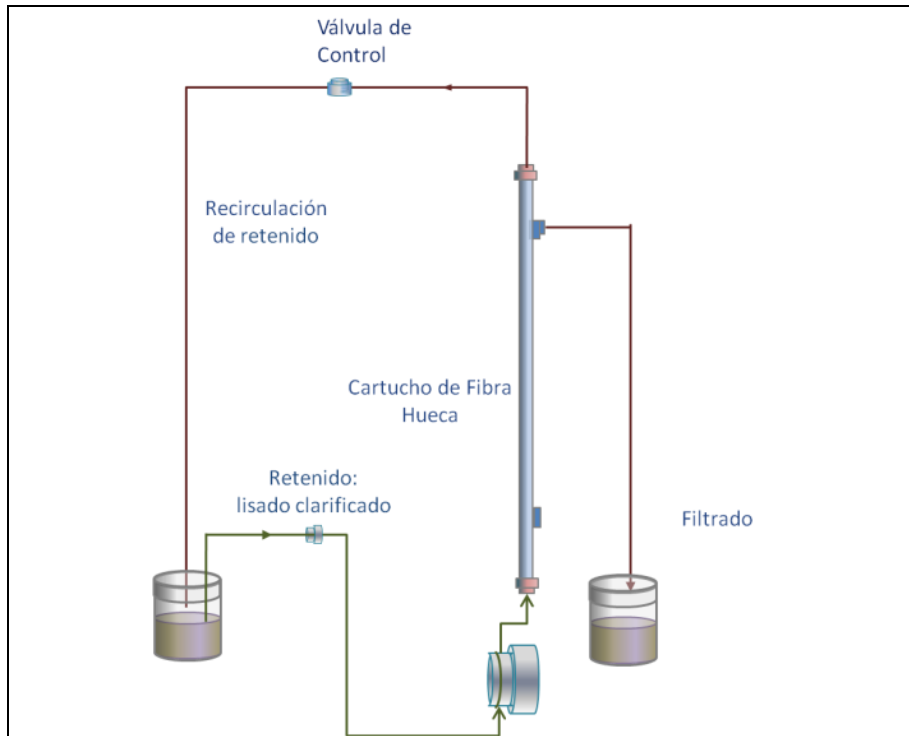 Válvula de
Control
Recirculación
de retenido
Cartucho de Fibra
Hueca
Retenido:
lisado clarificado
Filtrado